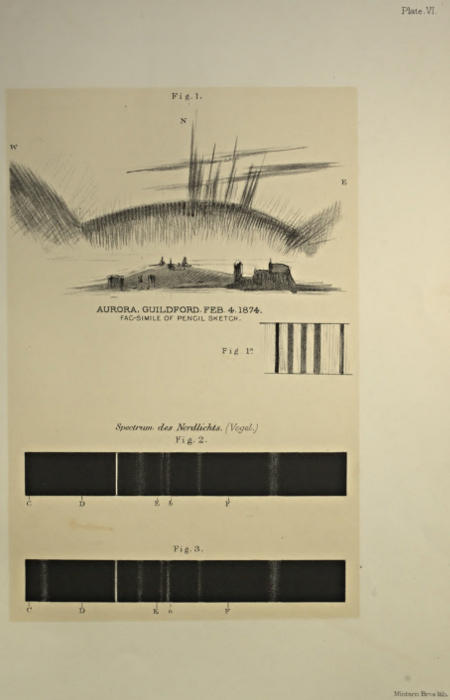 Plate. VI.
Fig. 1.
N
W
E
AURORA, GUILDFORD, FEB. 4. 1874.
FAC-SIMILE OF PENCIL SKETCH.
Fig 1ª
Spectrum des Nordlichts. (Vogel.)
Fig. 2.
C D E b F
Fig. 3.
C D E b F
Mintern Bros lith.